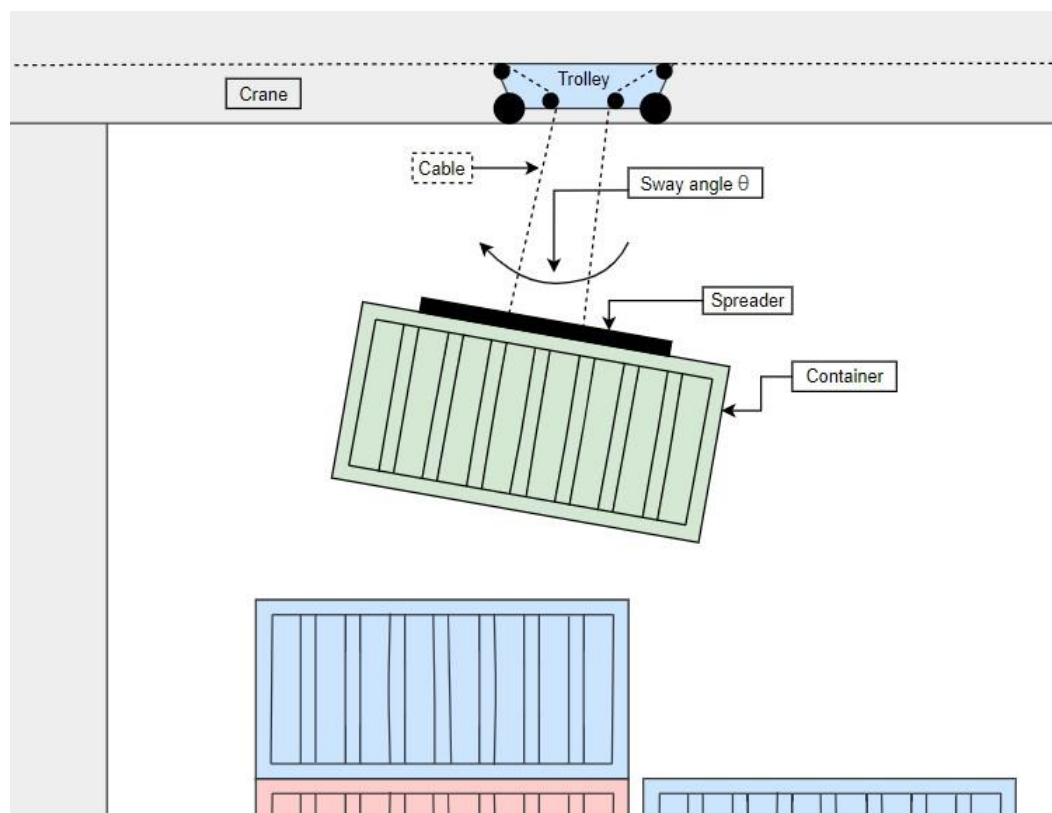 Trolley
Crane
Cable
Sway angle θ
Spreader
Container